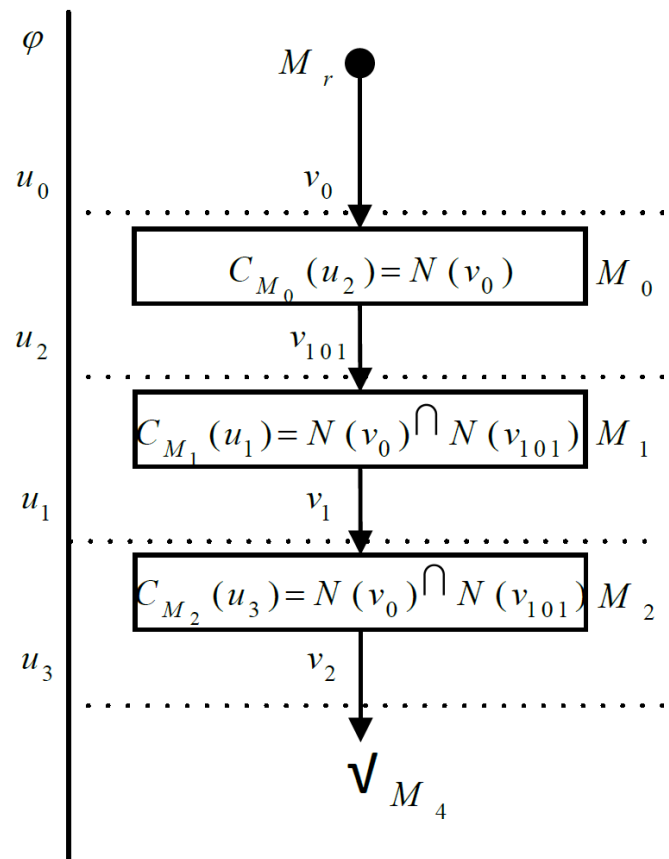 φ
M_r
u_0 v_0
C_{M_0}(u_2)=N(v_0) M_0
u_2 v_{101}
C_{M_1}(u_1)=N(v_0)∩N(v_{101}) M_1
u_1 v_1
C_{M_2}(u_3)=N(v_0)∩N(v_{101}) M_2
u_3 v_2
√ M_4